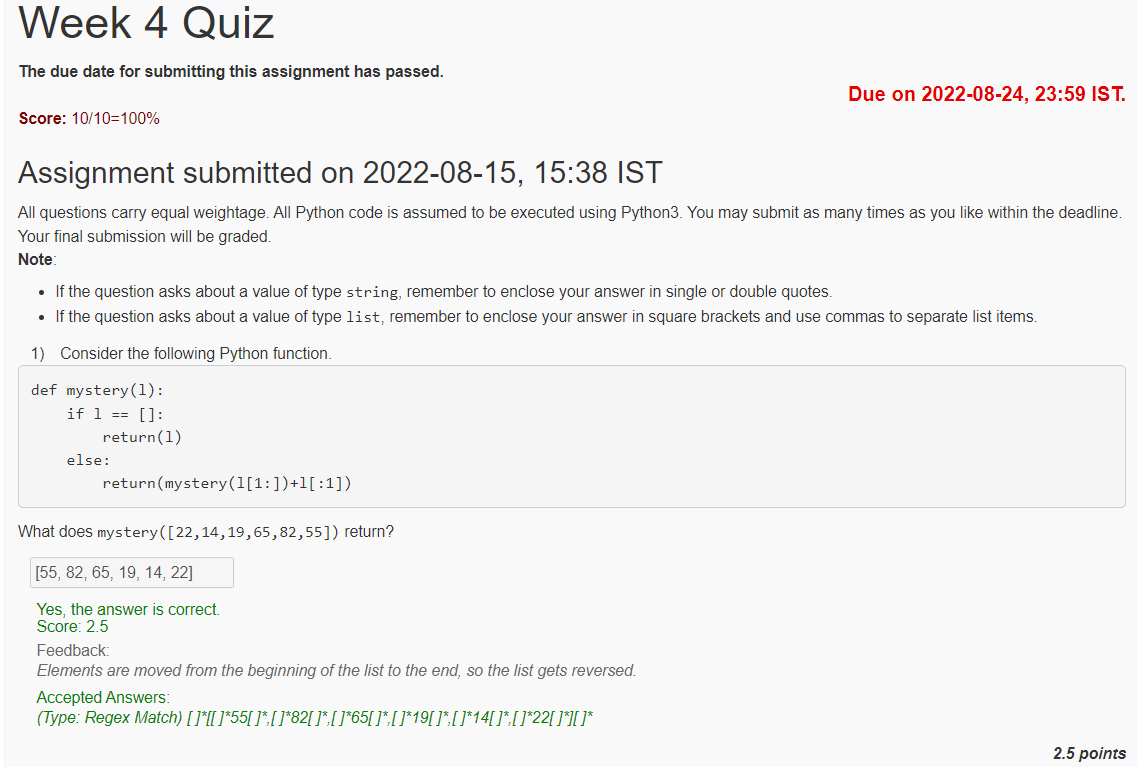 Week 4 Quiz
The due date for submitting this assignment has passed.
Due on 2022-08-24, 23:59 IST.
Score: 10/10=100%
Assignment submitted on 2022-08-15, 15:38 IST
All questions carry equal weightage. All Python code is assumed to be executed using Python3. You may submit as many times as you like within the deadline.
Your final submission will be graded.
Note:
• If the question asks about a value of type string, remember to enclose your answer in single or double quotes.
• If the question asks about a value of type list, remember to enclose your answer in square brackets and use commas to separate list items.
1) Consider the following Python function.
def mystery(l):
    if l == []:
        return(l)
    else:
        return(mystery(l[1:])+l[:1])
What does mystery([22,14,19,65,82,55]) return?
[55, 82, 65, 19, 14, 22]
Yes, the answer is correct.
Score: 2.5
Feedback:
Elements are moved from the beginning of the list to the end, so the list gets reversed.
Accepted Answers:
(Type: Regex Match) [ ]*[[ ]*55[ ]*,[ ]*82[ ]*,[ ]*65[ ]*,[ ]*19[ ]*,[ ]*14[ ]*,[ ]*22[ ]*][ ]*
2.5 points